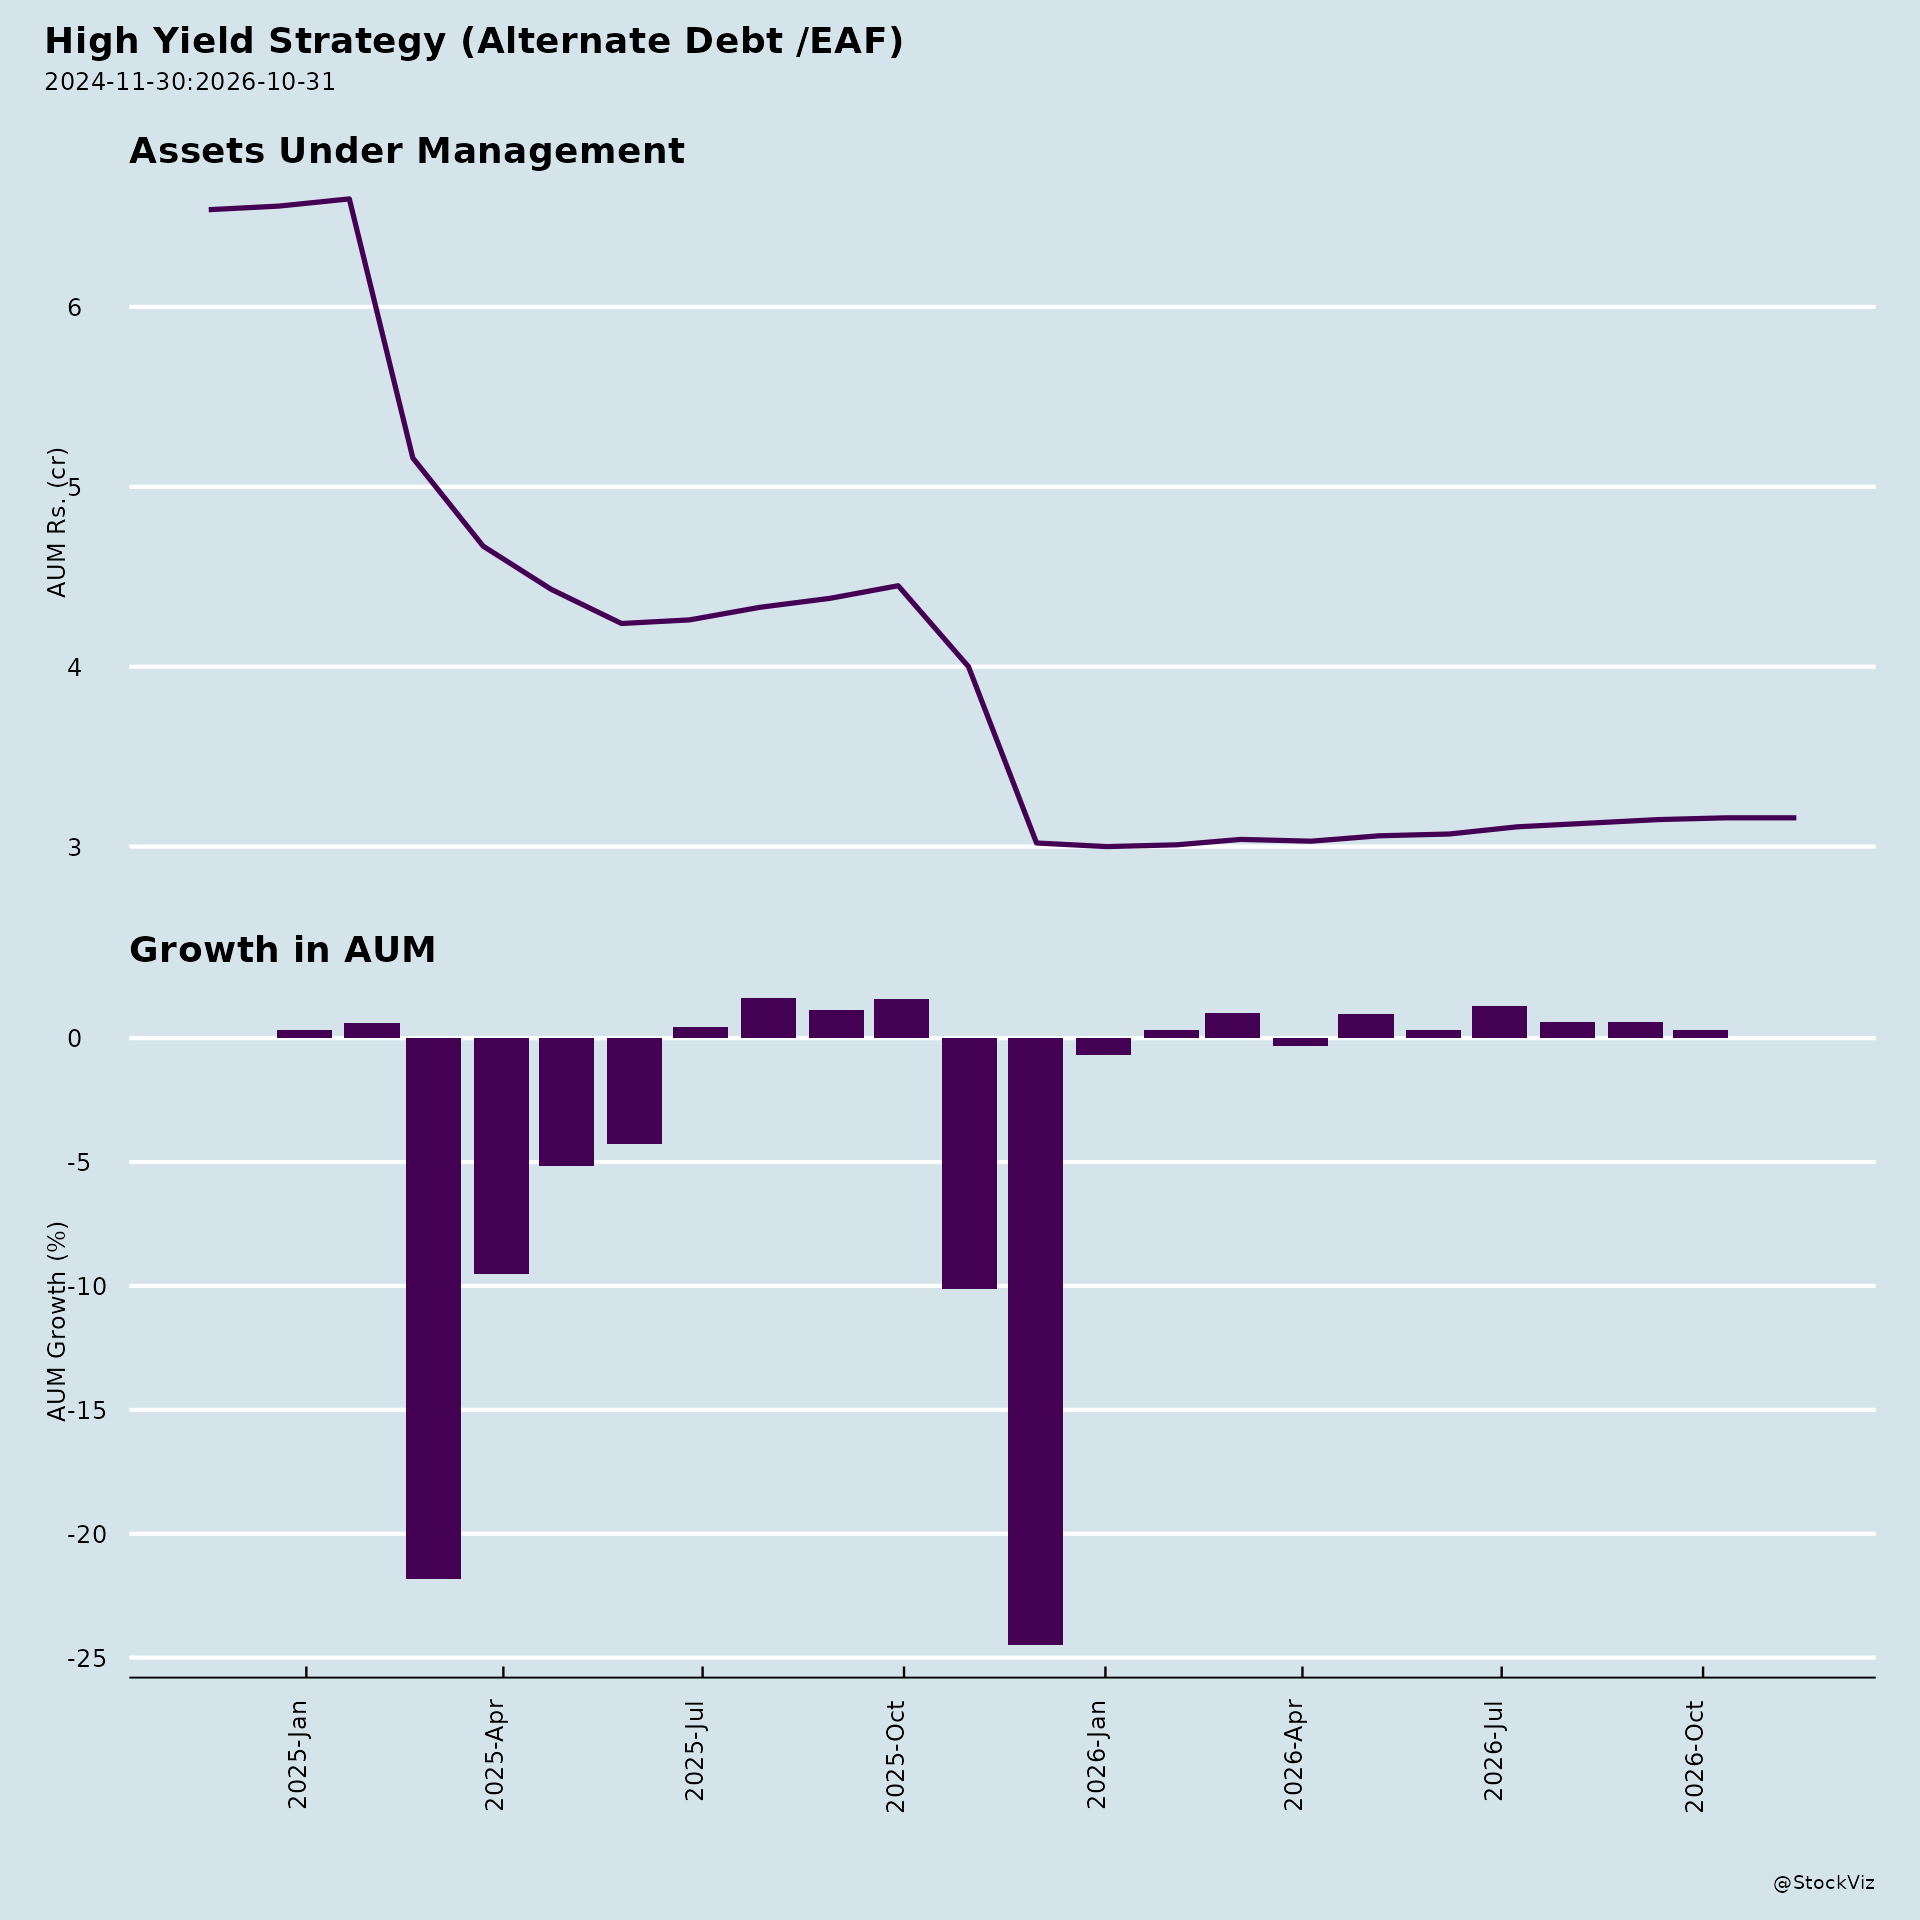 High Yield Strategy (Alternate Debt /EAF)
2024-11-30:2026-10-31
Assets Under Management
AUM Rs. (cr)
6
5
4
3
Growth in AUM
AUM Growth (%)
0
-5
-10
-15
-20
-25
2025-Jan
2025-Apr
2025-Jul
2025-Oct
2026-Jan
2026-Apr
2026-Jul
2026-Oct
@StockViz